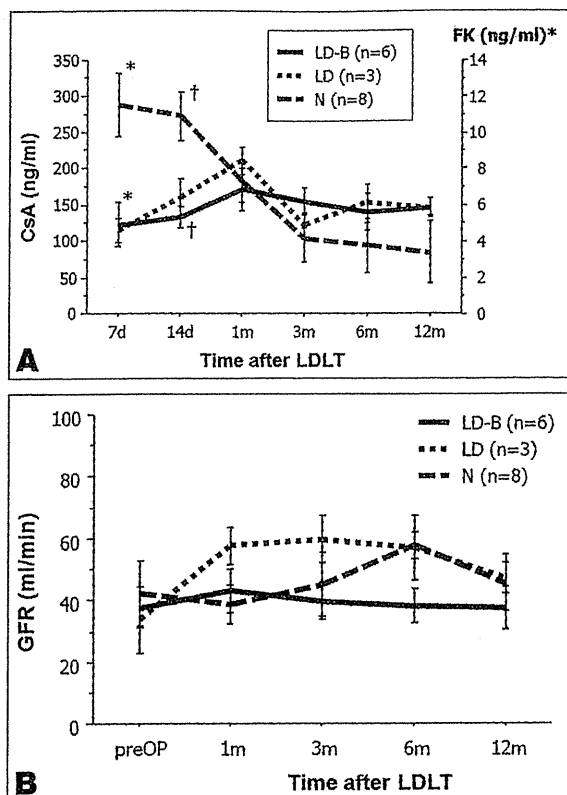 FK (ng/ml)*
LD-B (n=6)
LD (n=3)
N (n=8)
CsA (ng/ml)
350
300
250
200
150
100
50
0
14
12
10
8
6
4
2
0
*
†
*
†
7d 14d 1m 3m 6m 12m
Time after LDLT
A
LD-B (n=6)
LD (n=3)
N (n=8)
GFR (ml/min)
100
80
60
40
20
0
preOP 1m 3m 6m 12m
Time after LDLT
B